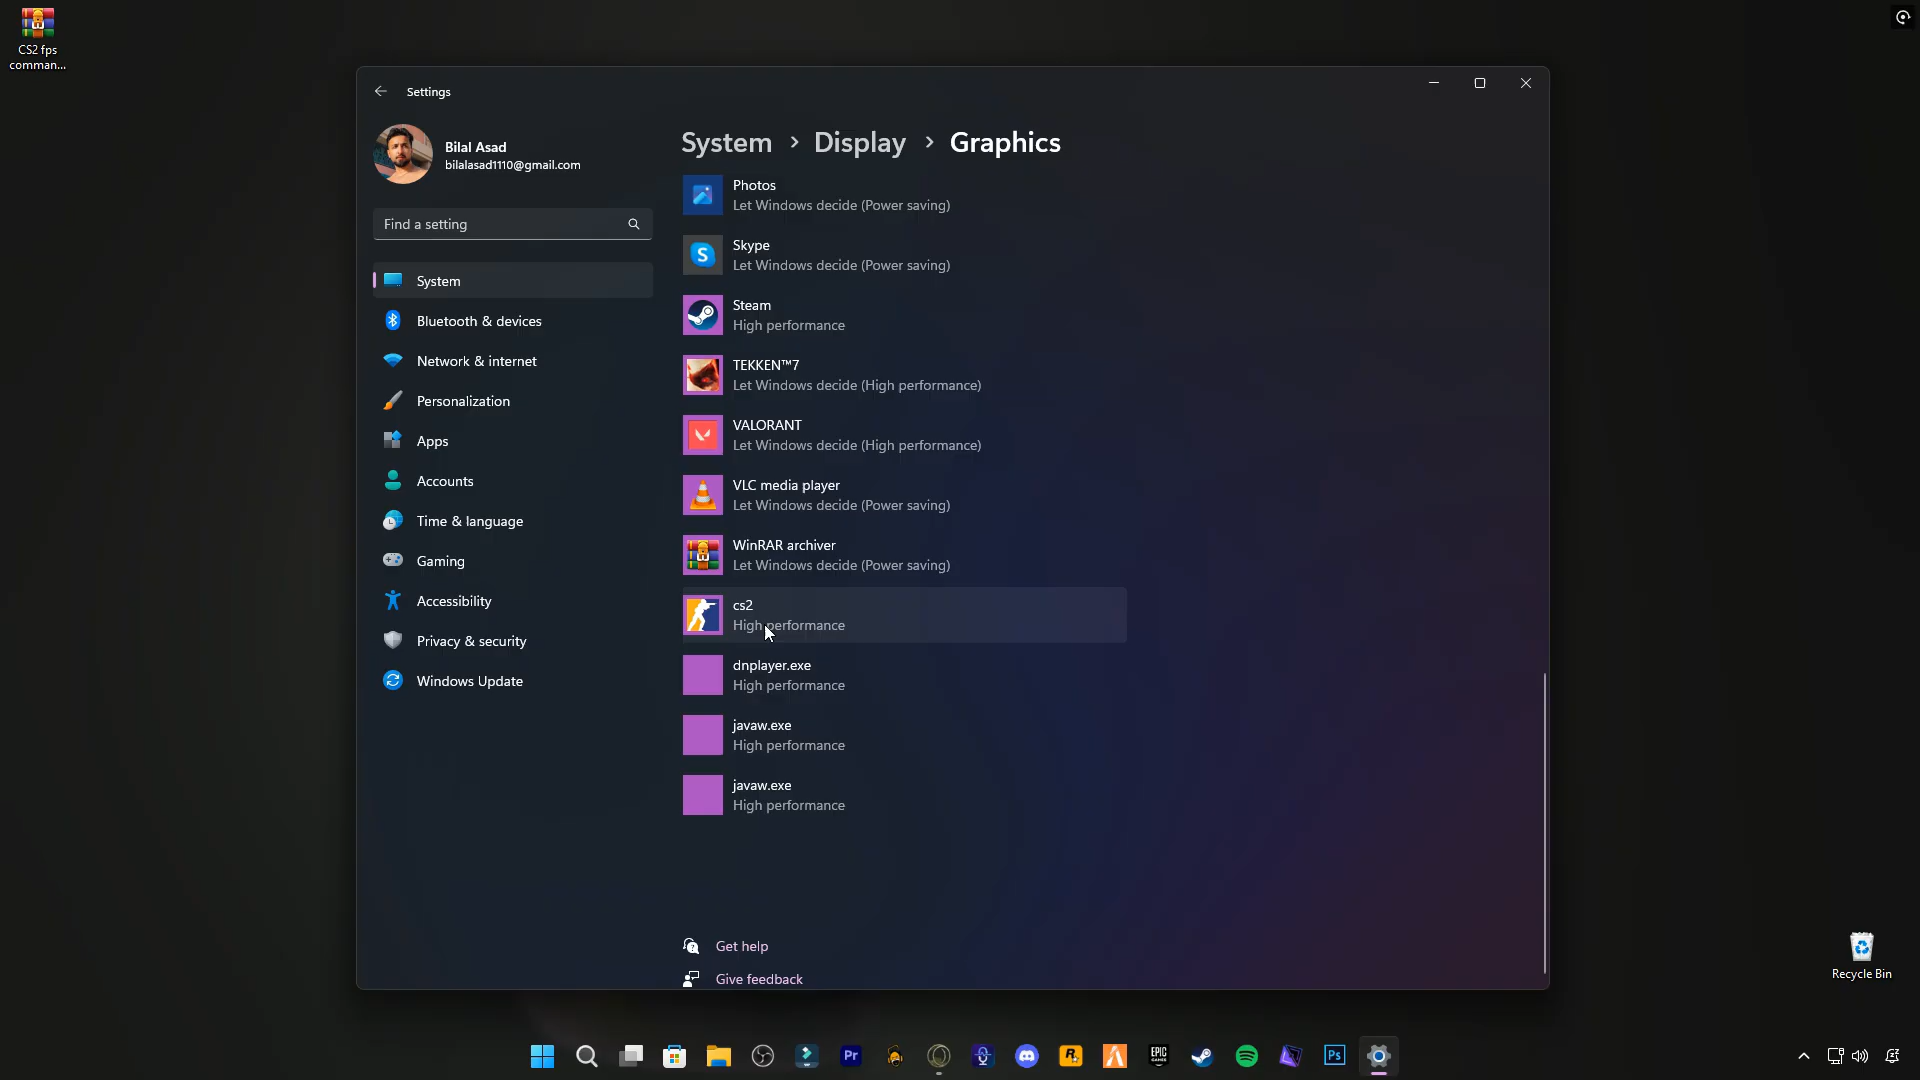 CS2 fps
comman...
Settings
Bilal Asad
bilalasad1110@gmail.com
Find a setting
System
Bluetooth & devices
Network & internet
Personalization
Apps
Accounts
Time & language
Gaming
Accessibility
Privacy & security
Windows Update
System > Display > Graphics
Photos
Let Windows decide (Power saving)
S
Skype
Let Windows decide (Power saving)
Steam
High performance
TEKKEN™7
Let Windows decide (High performance)
VALORANT
Let Windows decide (High performance)
VLC media player
Let Windows decide (Power saving)
WinRAR archiver
Let Windows decide (Power saving)
cs2
High performance
dnplayer.exe
High performance
javaw.exe
High performance
javaw.exe
High performance
Get help
Give feedback
Recycle Bin
Pr
R
EPIC
GAMES
Ps